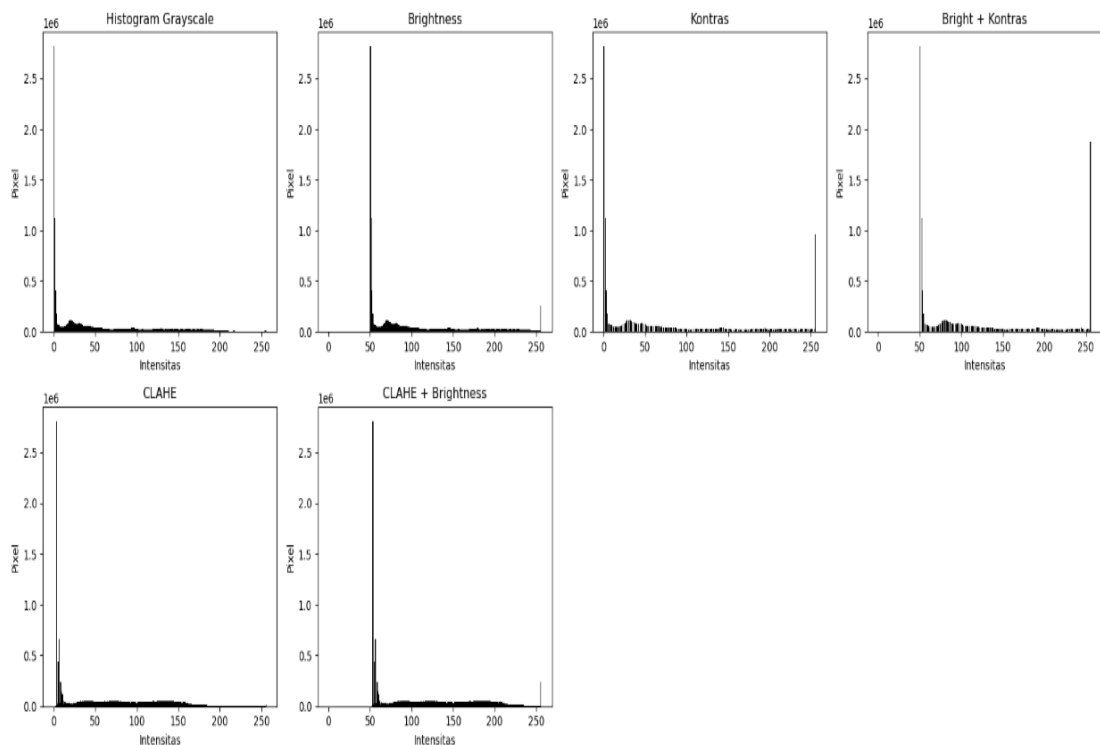 Histogram Grayscale
1e6
Pixel
2.5
2.0
1.5
1.0
0.5
0.0
0 50 100 150 200 250
Intensitas
Brightness
1e6
Pixel
2.5
2.0
1.5
1.0
0.5
0.0
0 50 100 150 200 250
Intensitas
Kontras
1e6
Pixel
2.5
2.0
1.5
1.0
0.5
0.0
0 50 100 150 200 250
Intensitas
Bright + Kontras
1e6
Pixel
2.5
2.0
1.5
1.0
0.5
0.0
0 50 100 150 200 250
Intensitas
CLAHE
1e6
Pixel
2.5
2.0
1.5
1.0
0.5
0.0
0 50 100 150 200 250
Intensitas
CLAHE + Brightness
1e6
Pixel
2.5
2.0
1.5
1.0
0.5
0.0
0 50 100 150 200 250
Intensitas